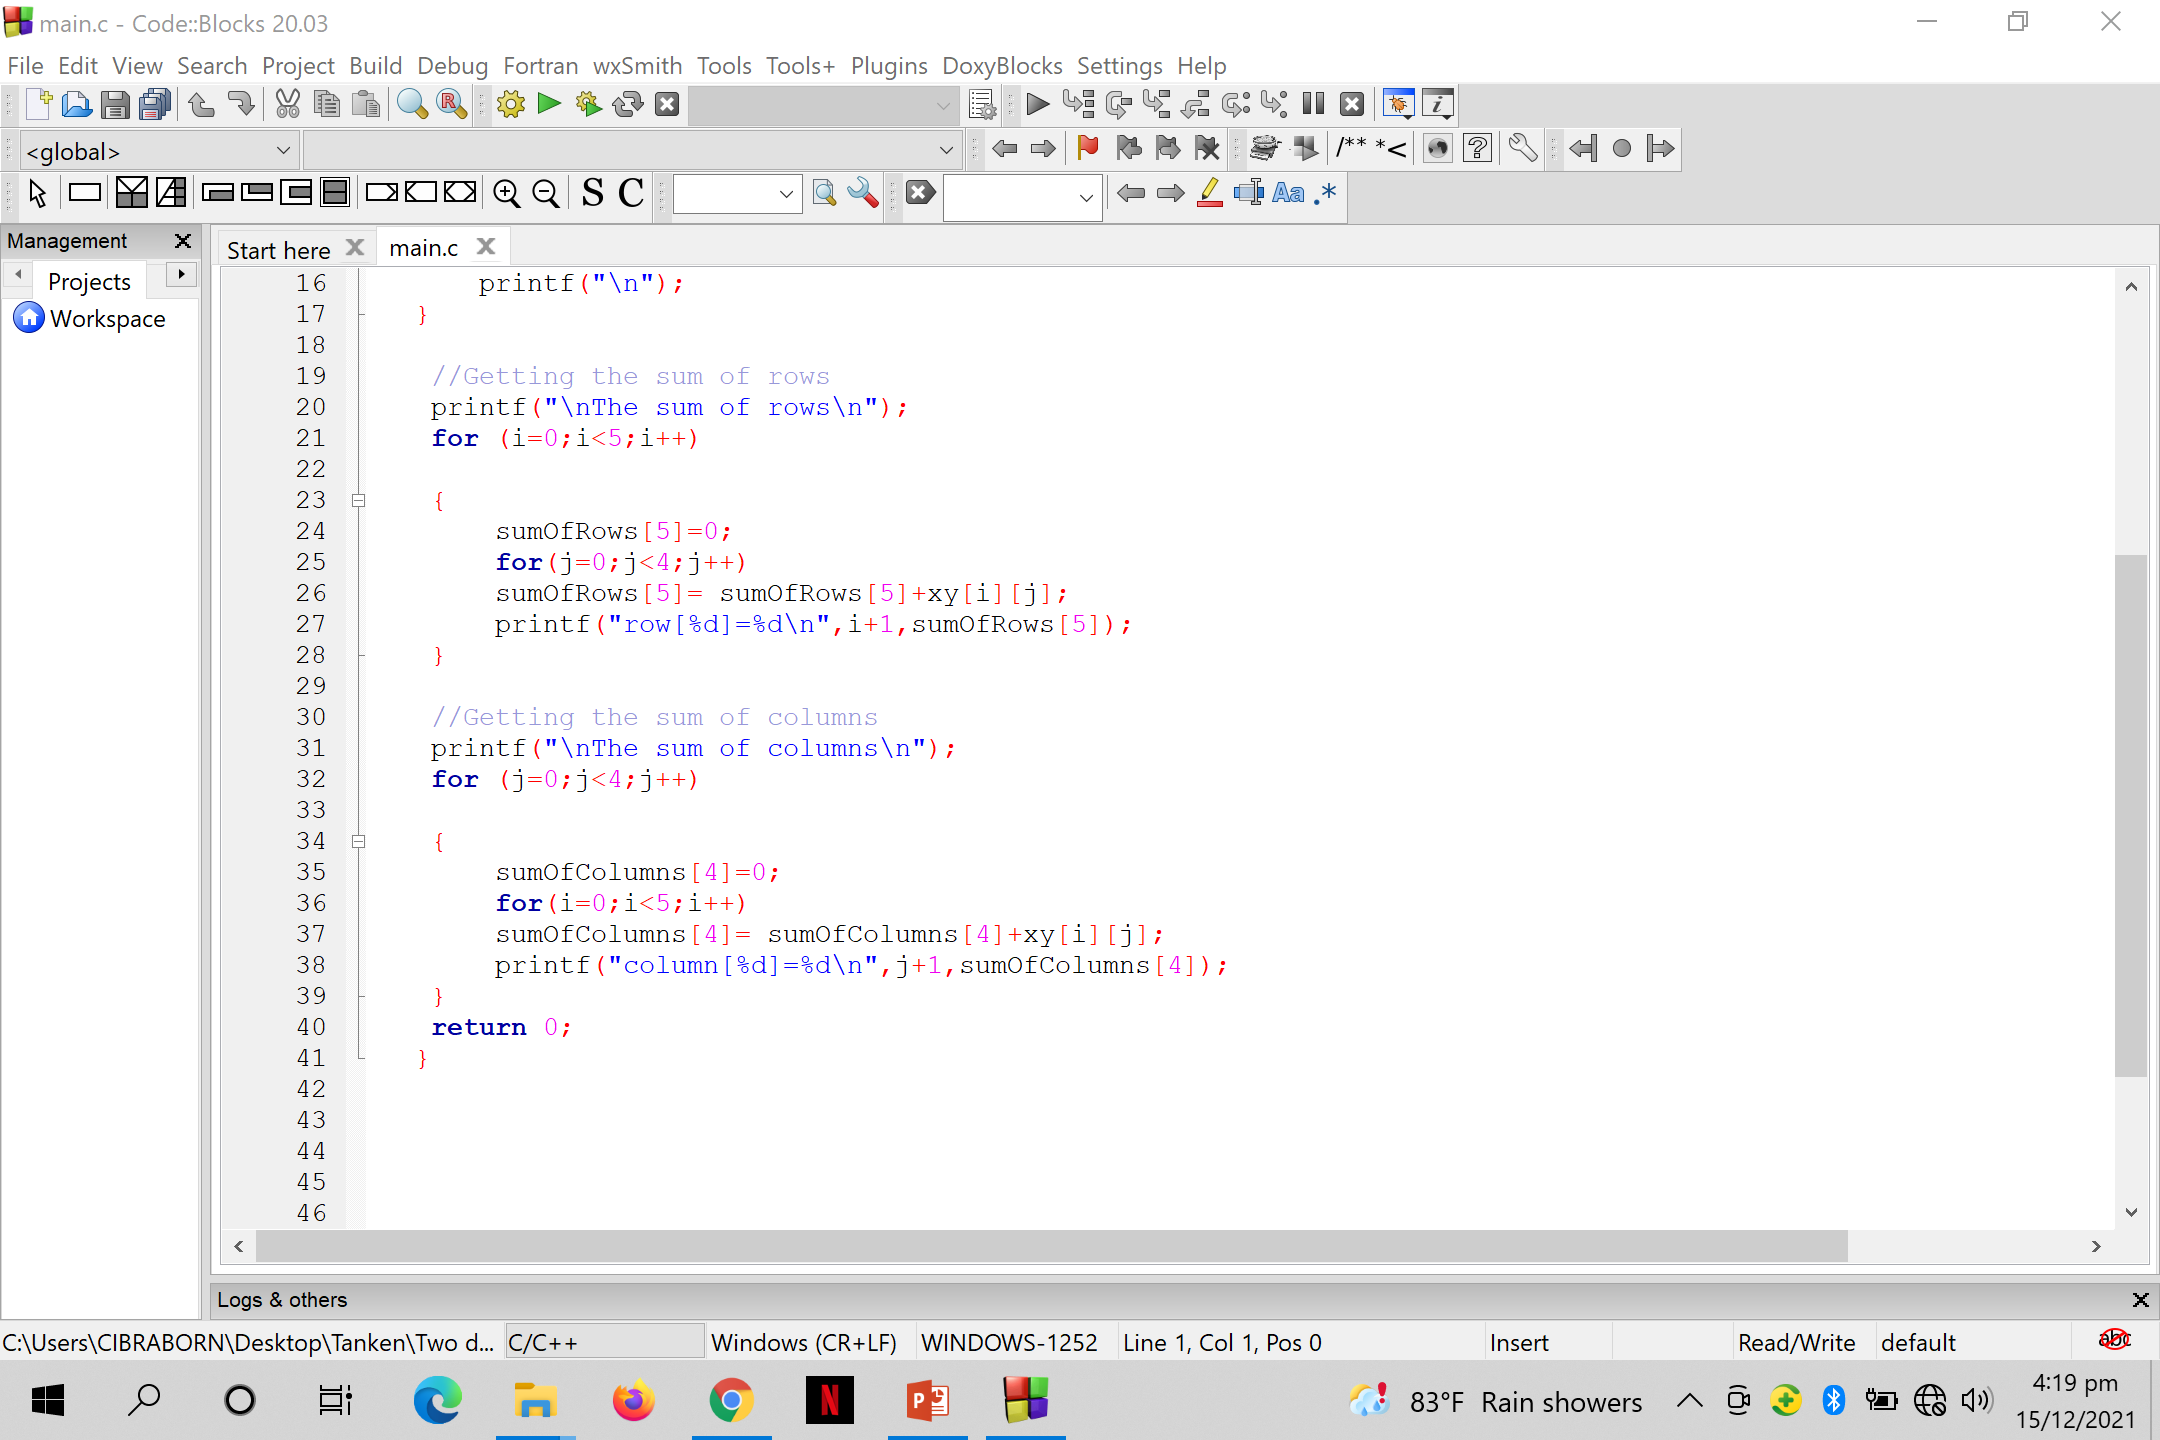 main.c - Code::Blocks 20.03
File Edit View Search Project Build Debug Fortran wxSmith Tools Tools+ Plugins DoxyBlocks Settings Help
<global>
/** *<
S C
Aa .*
Management
Start here
main.c
Projects
Workspace
16 printf("\n");
17 }
18
19 //Getting the sum of rows
20 printf("\nThe sum of rows\n");
21 for (i=0;i<5;i++)
22
23 {
24 sumOfRows[5]=0;
25 for(j=0;j<4;j++)
26 sumOfRows[5]= sumOfRows[5]+xy[i][j];
27 printf("row[%d]=%d\n",i+1,sumOfRows[5]);
28 }
29
30 //Getting the sum of columns
31 printf("\nThe sum of columns\n");
32 for (j=0;j<4;j++)
33
34 {
35 sumOfColumns[4]=0;
36 for(i=0;i<5;i++)
37 sumOfColumns[4]= sumOfColumns[4]+xy[i][j];
38 printf("column[%d]=%d\n",j+1,sumOfColumns[4]);
39 }
40 return 0;
41 }
42
43
44
45
46
Logs & others
C:\Users\CIBRABORN\Desktop\Tanken\Two d... C/C++ Windows (CR+LF) WINDOWS-1252 Line 1, Col 1, Pos 0 Insert Read/Write default abc
83°F Rain showers
4:19 pm
15/12/2021